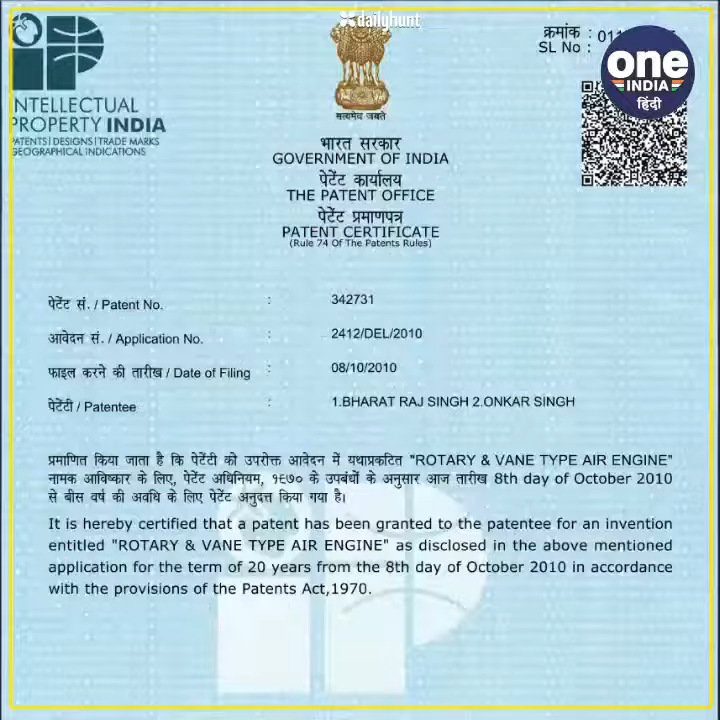 dailyhunt
क्रमांक :
SL No :
one
INDIA
हिंदी
INTELLECTUAL
PROPERTY INDIA
PATENTS | DESIGNS | TRADE MARKS
GEOGRAPHICAL INDICATIONS
सत्यमेव जयते
भारत सरकार
GOVERNMENT OF INDIA
पेटेंट कार्यालय
THE PATENT OFFICE
पेटेंट प्रमाणपत्र
PATENT CERTIFICATE
(Rule 74 Of The Patents Rules)
पेटेंट सं. / Patent No. : 342731
आवेदन सं. / Application No. : 2412/DEL/2010
फाइल करने की तारीख / Date of Filing : 08/10/2010
पेटेंटी / Patentee : 1.BHARAT RAJ SINGH 2.ONKAR SINGH
प्रमाणित किया जाता है कि पेटेंटी को उपरोक्त आवेदन में यथाप्रकटित "ROTARY & VANE TYPE AIR ENGINE"
नामक आविष्कार के लिए, पेटेंट अधिनियम, १९७० के उपबंधों के अनुसार आज तारीख 8th day of October 2010
से बीस वर्ष की अवधि के लिए पेटेंट अनुदत्त किया गया है।
It is hereby certified that a patent has been granted to the patentee for an invention
entitled "ROTARY & VANE TYPE AIR ENGINE" as disclosed in the above mentioned
application for the term of 20 years from the 8th day of October 2010 in accordance
with the provisions of the Patents Act,1970.